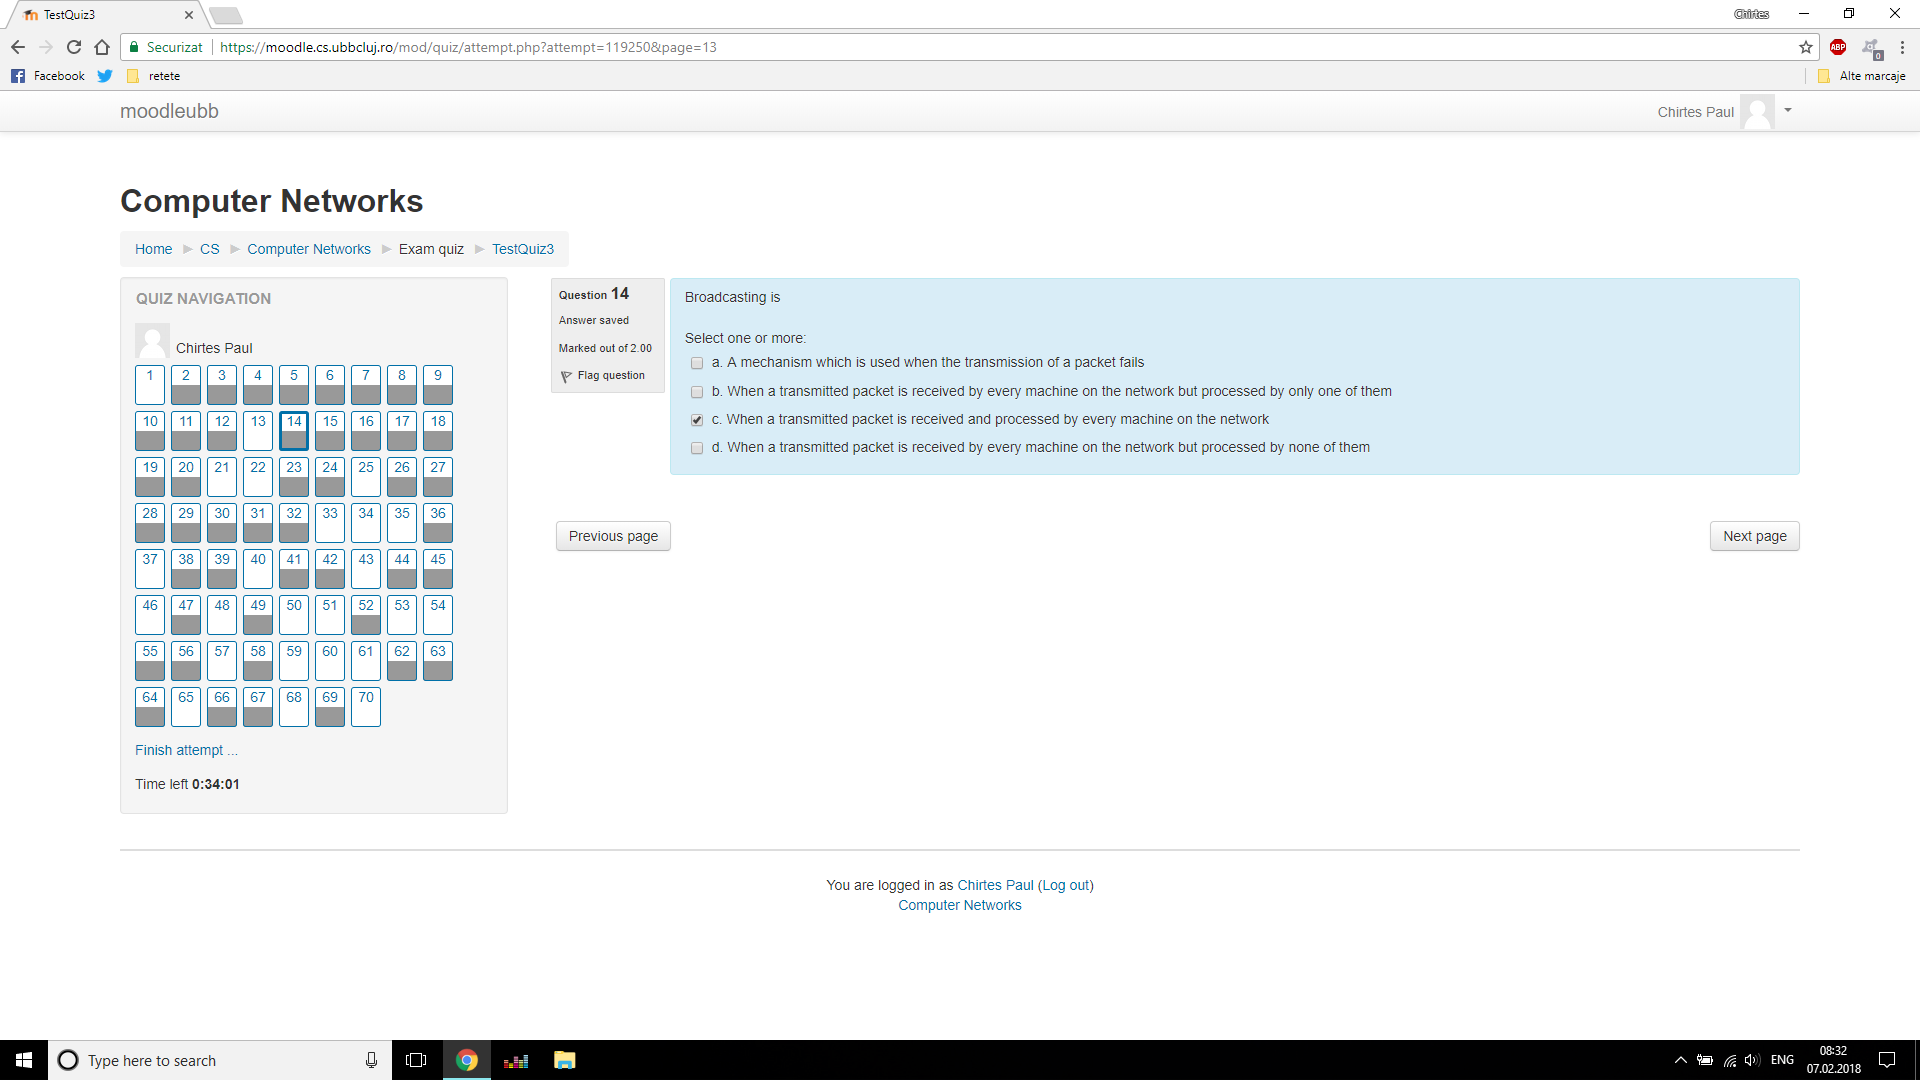 TestQuiz3
Chirtes
Securizat
https://moodle.cs.ubbcluj.ro/mod/quiz/attempt.php?attempt=119250&page=13
ABP
0
Facebook
retete
Alte marcaje
moodleubb
Chirtes Paul
Computer Networks
Home ► CS ► Computer Networks ► Exam quiz ► TestQuiz3
QUIZ NAVIGATION
Chirtes Paul
1 2 3 4 5 6 7 8 9
10 11 12 13 14 15 16 17 18
19 20 21 22 23 24 25 26 27
28 29 30 31 32 33 34 35 36
37 38 39 40 41 42 43 44 45
46 47 48 49 50 51 52 53 54
55 56 57 58 59 60 61 62 63
64 65 66 67 68 69 70
Finish attempt ...
Time left 0:34:01
Question 14
Answer saved
Marked out of 2.00
Flag question
Broadcasting is
Select one or more:
a. A mechanism which is used when the transmission of a packet fails
b. When a transmitted packet is received by every machine on the network but processed by only one of them
c. When a transmitted packet is received and processed by every machine on the network
d. When a transmitted packet is received by every machine on the network but processed by none of them
Previous page
Next page
You are logged in as Chirtes Paul (Log out)
Computer Networks
Type here to search
ENG
08:32
07.02.2018